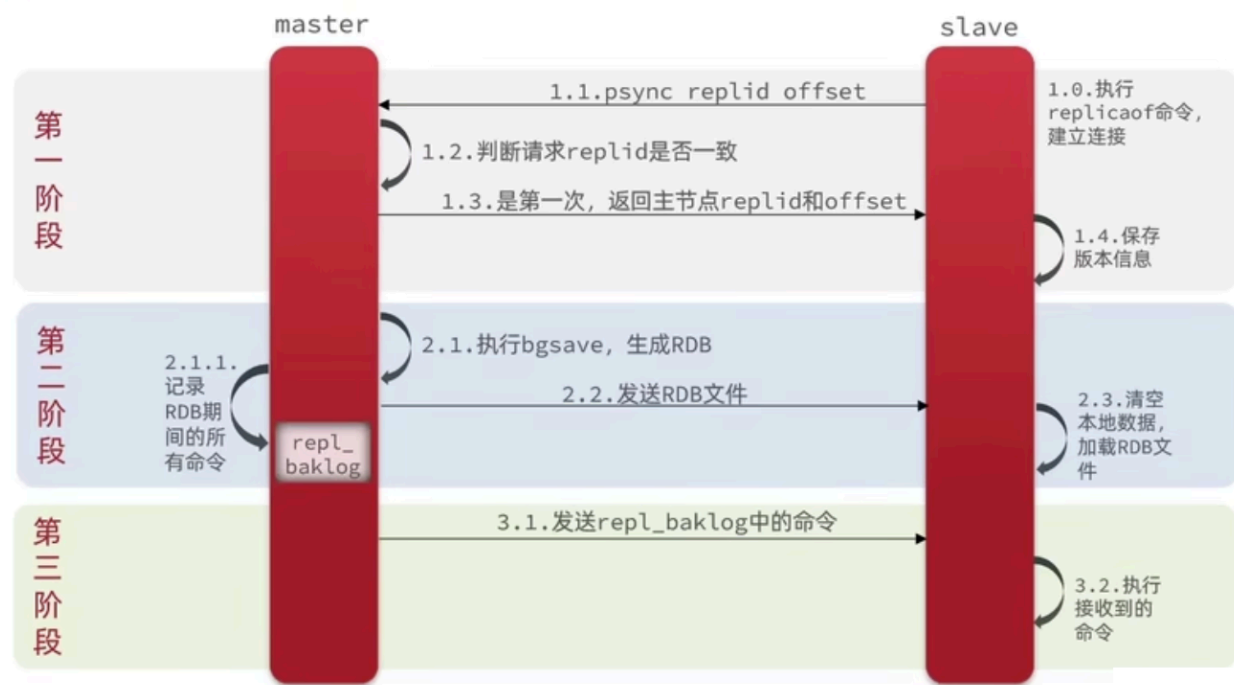 master
slave
第一阶段
1.0.执行
replicaof命令，
建立连接
1.1.psync replid offset
1.2.判断请求replid是否一致
1.3.是第一次，返回主节点replid和offset
1.4.保存
版本信息
第二阶段
2.1.执行bgsave，生成RDB
2.1.1.
记录
RDB期
间的所
有命令
repl_
baklog
2.2.发送RDB文件
2.3.清空
本地数据，
加载RDB文
件
第三阶段
3.1.发送repl_baklog中的命令
3.2.执行
接收到的
命令